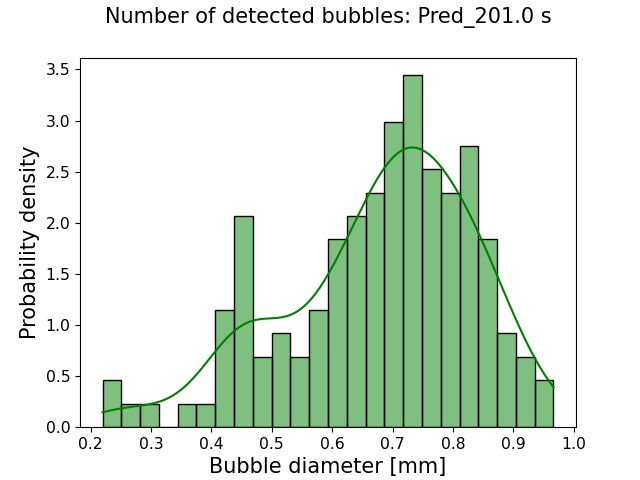 Number of detected bubbles: Pred_201.0 s
3.5
3.0
2.5
2.0
1.5
1.0
0.5
0.0
Probability density
0.2 0.3 0.4 0.5 0.6 0.7 0.8 0.9 1.0
Bubble diameter [mm]